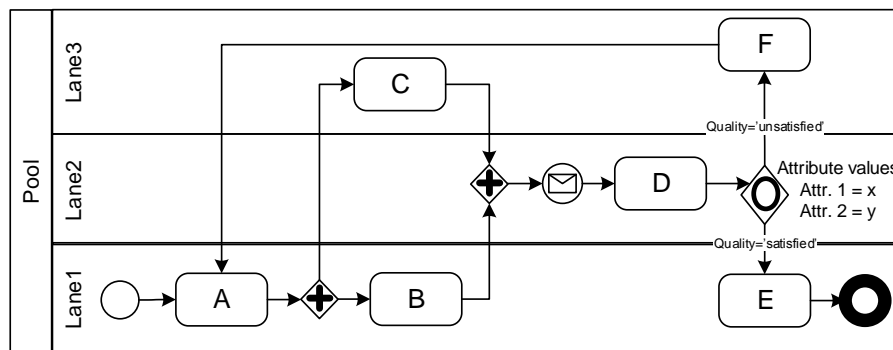 Pool
Lane3
C
F
Quality='unsatisfied'
Lane2
D
Attribute values
Attr. 1 = x
Attr. 2 = y
Quality='satisfied'
Lane1
A
B
E